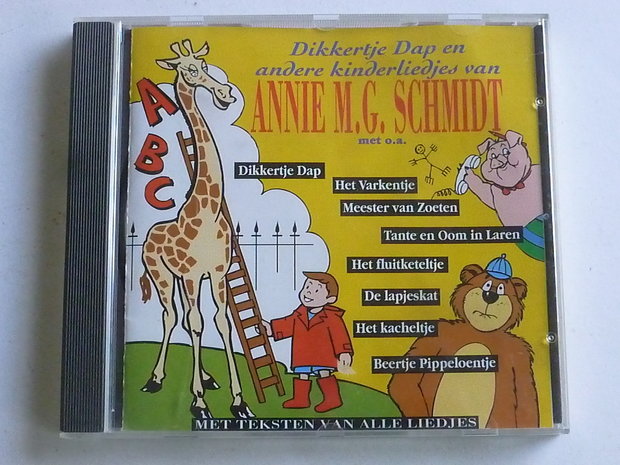 Dikkertje Dap en
andere kinderliedjes van
ANNIE M.G. SCHMIDT
met o.a.
ABC
Dikkertje Dap
Het Varkentje
Meester van Zoeten
Tante en Oom in Laren
Het fluitketeltje
De lapjeskat
Het kacheltje
Beertje Pippeloentje
MET TEKSTEN VAN ALLE LIEDJES